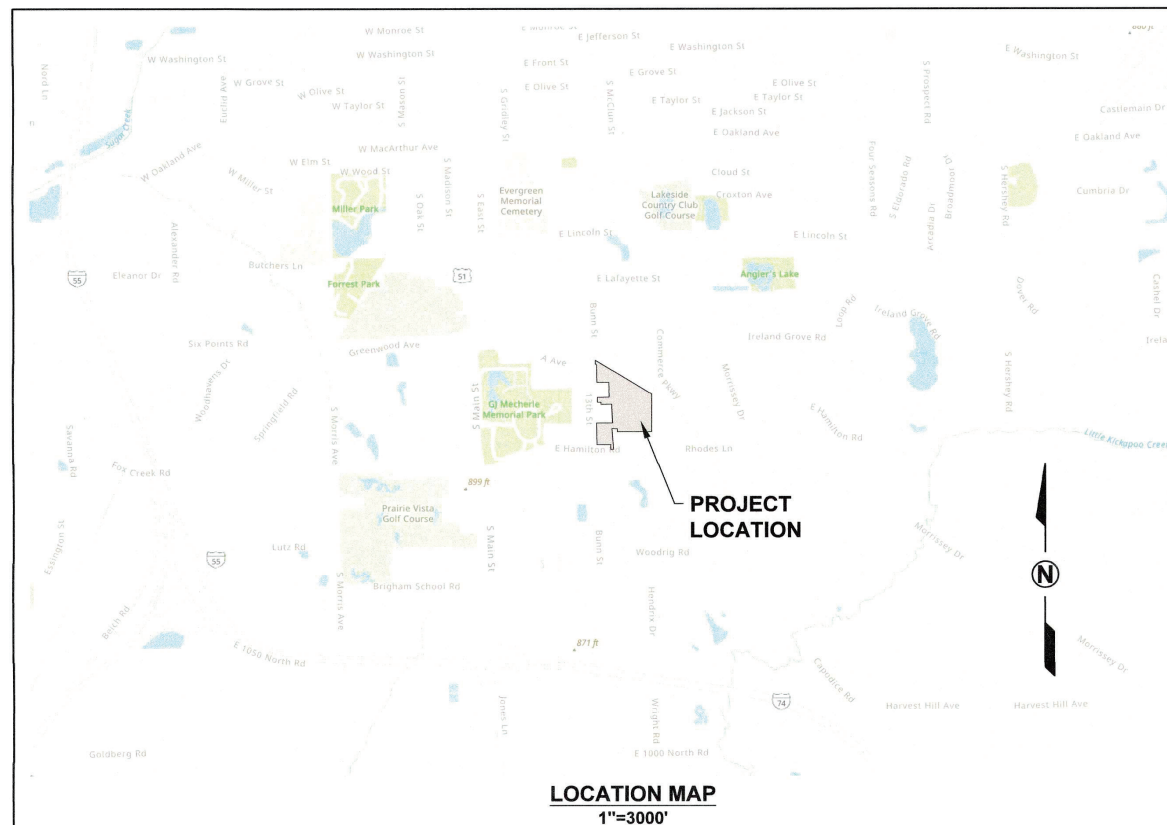 W Monroe St
E Monroe St
E Jefferson St
800 ft
W Washington St
W Washington St
E Washington St
E Washington St
E Front St
Nord Ln
Euclid Ave
W Grove St
W Olive St
W Taylor St
S Mason St
S Gridley St
E Olive St
S McClun St
E Grove St
E Taylor St
E Olive St
E Taylor St
E Jackson St
E Oakland Ave
S Prospect Rd
Castlemain Dr
E Oakland Ave
n
Sugar Creek
W Oakland Ave
W MacArthur Ave
W Elm St
W Wood St
W Miller St
S Madison St
S Oak St
S East St
Miller Park
Evergreen
Memorial
Cemetery
Cloud St
Croxton Ave
Lakeside
Country Club
Golf Course
Four Seasons Rd
S Eldorado Rd
Broadmoor Dr
Arcadia Dr
S Hershey Rd
Cumbria Dr
Alexander Rd
E Lincoln St
E Lincoln St
55
Eleanor Dr
Butchers Ln
Forrest Park
51
E Lafayette St
Angler's Lake
Dover Rd
Cashel Dr
Six Points Rd
Greenwood Ave
Bunn St
Commerce Pkwy
Ireland Grove Rd
Loop Rd
Ireland Grove Rd
Irela
Woodhavens Dr
Springfield Rd
A Ave
S Main St
GJ Mecherle
Memorial Park
13th St
Morrissey Dr
E Hamilton Rd
S Hershey Rd
Savanna Rd
Fox Creek Rd
S Morris Ave
E Hamilton Rd
Rhodes Ln
Little Kickapoo Creek
899 ft
PROJECT
LOCATION
Prairie Vista
Golf Course
Essington St
Lutz Rd
55
S Main St
Bunn St
Woodrig Rd
Morrissey Dr
N
S Morris Ave
Brigham School Rd
Hendrix Dr
Beich Rd
E 1050 North Rd
871 ft
Morrissey Dr
Capodice Rd
74
Harvest Hill Ave
Harvest Hill Ave
Jones Ln
Wright Rd
Goldberg Rd
E 1000 North Rd
LOCATION MAP
1"=3000'